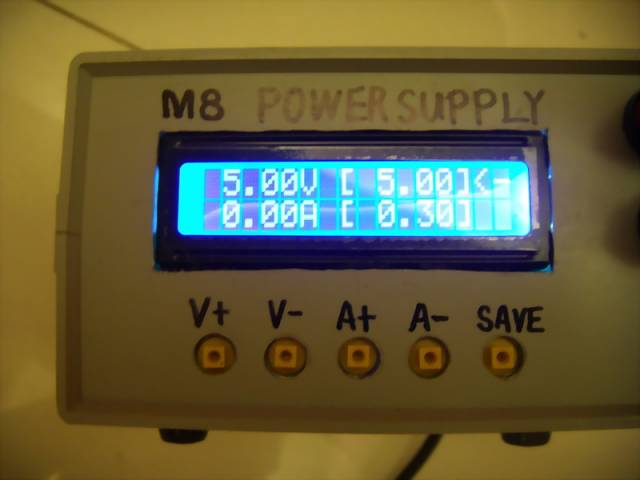 M8 POWER SUPPLY
5.00V [ 5.00]<-
0.00A [ 0.30]
V+ V- A+ A- SAVE